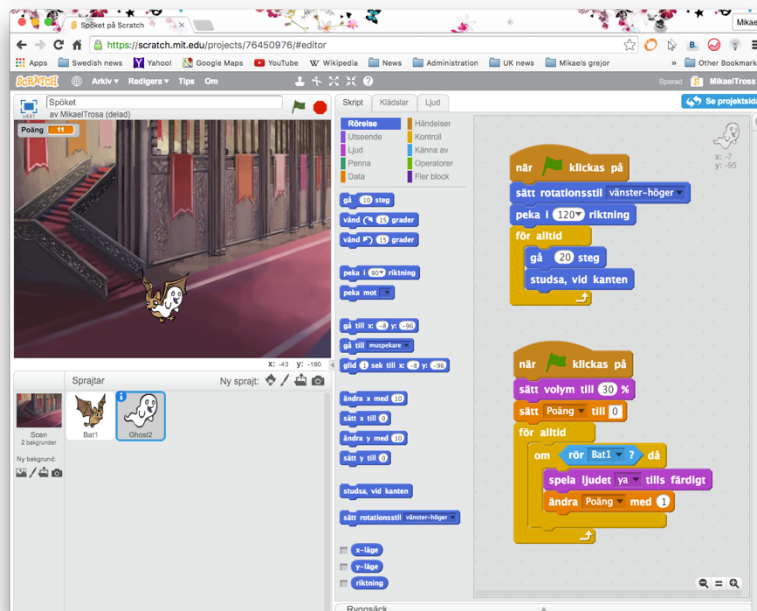 Spöket på Scratch
Mikae
https://scratch.mit.edu/projects/76450976/#editor
Apps Swedish news Yahoo! Google Maps YouTube Wikipedia News Administration UK news Mikaels grejor » Other Bookmark
SCRATCH Arkiv Redigera Tips Om Sparad MikaelTrosa
v461 Spöket
av MikaelTrosa (delad)
Skript Klädslar Ljud
Se projektsida
Poäng 11
Rörelse Händelser
Utseende Kontroll
Ljud Känna av
Penna Operatorer
Data Fler block
x: -7
y: -95
gå 10 steg
vänd 15 grader
vänd 15 grader
peka i 90 riktning
peka mot
gå till x: -8 y: -96
gå till muspekare
glid 1 sek till x: -8 y: -96
ändra x med 10
sätt x till 0
ändra y med 10
sätt y till 0
studsa, vid kanten
sätt rotationsstil vänster-höger
x-läge
y-läge
riktning
när klickas på
sätt rotationsstil vänster-höger
peka i 120 riktning
för alltid
gå 20 steg
studsa, vid kanten
när klickas på
sätt volym till 30 %
sätt Poäng till 0
för alltid
om rör Bat1 ? då
spela ljudet ya tills färdigt
ändra Poäng med 1
x: -43 y: -180
Sprajtar Ny sprajt:
Scen
2 bakgrunder
Ny bakgrund:
Bat1
Ghost2
Ryggsäck